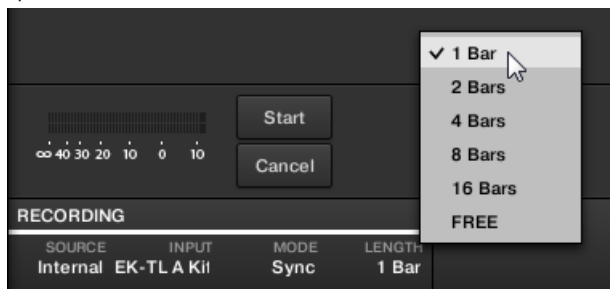 ✓ 1 Bar
2 Bars
4 Bars
8 Bars
16 Bars
FREE
Start
∞ 40 30 20 10 0 10
Cancel
RECORDING
SOURCE INPUT MODE LENGTH
Internal EK-TL A Kit Sync 1 Bar